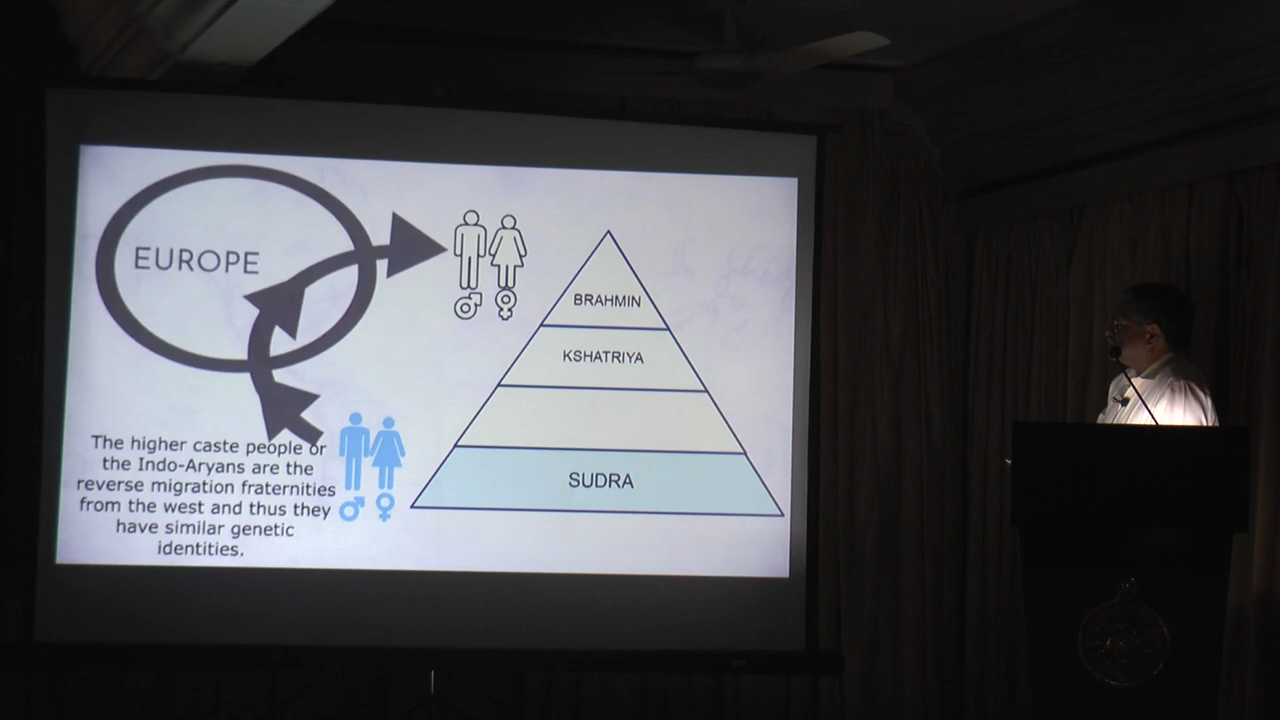 EUROPE
BRAHMIN
KSHATRIYA
SUDRA
The higher caste people or
the Indo-Aryans are the
reverse migration fraternities
from the west and thus they
have similar genetic
identities.